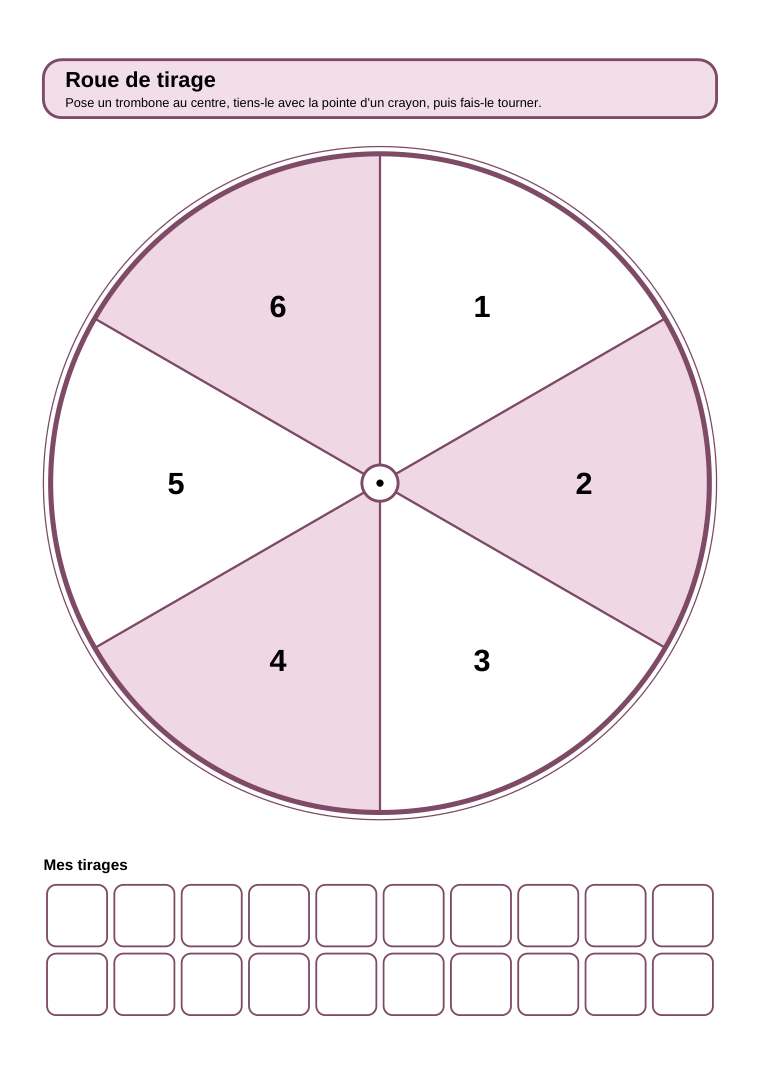 Roue de tirage
Pose un trombone au centre, tiens-le avec la pointe d’un crayon, puis fais-le tourner.
6
1
5
2
4
3
Mes tirages